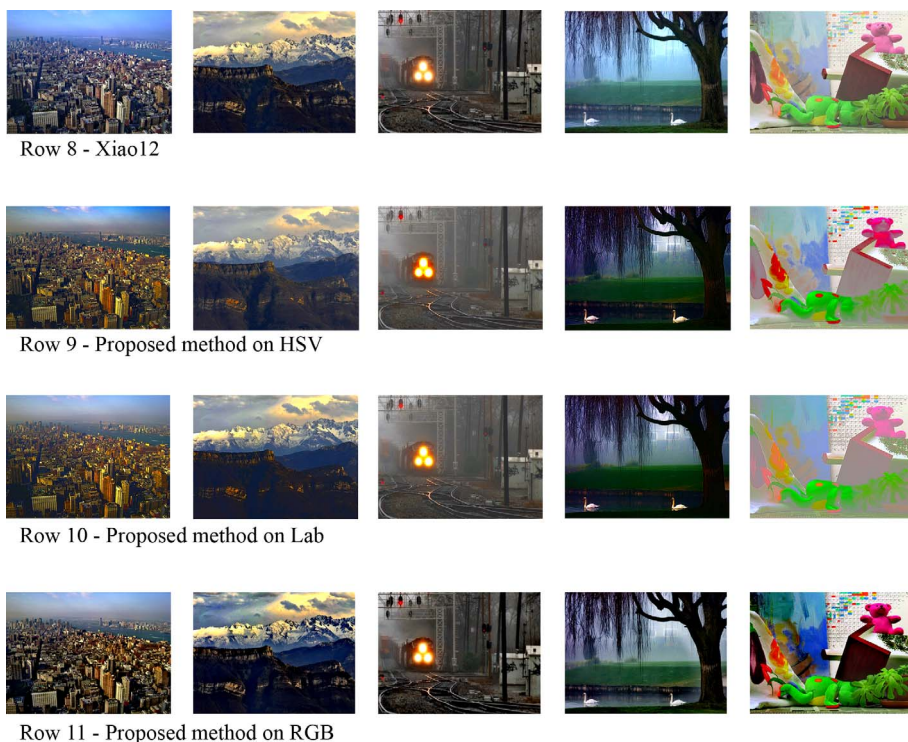 Row 8 - Xiao12
Row 9 - Proposed method on HSV
Row 10 - Proposed method on Lab
Row 11 - Proposed method on RGB